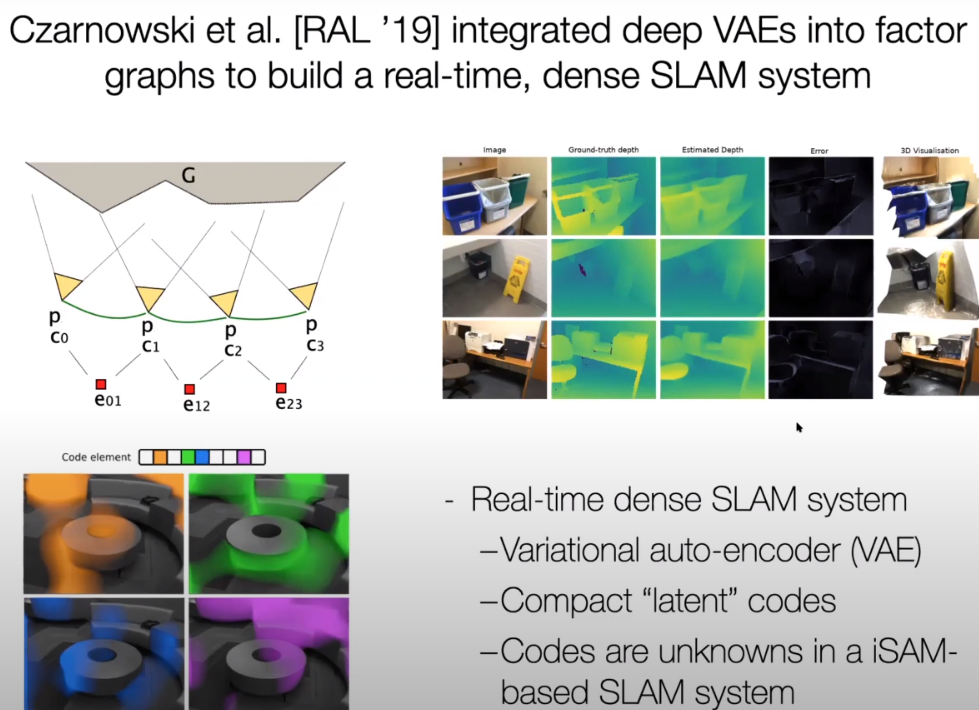 Czarnowski et al. [RAL ’19] integrated deep VAEs into factor
graphs to build a real-time, dense SLAM system
G
p
c0
p
c1
p
c2
p
c3
e01
e12
e23
Image
Ground-truth depth
Estimated Depth
Error
3D Visualisation
Code element
- Real-time dense SLAM system
–Variational auto-encoder (VAE)
–Compact “latent” codes
–Codes are unknowns in a iSAM-
based SLAM system